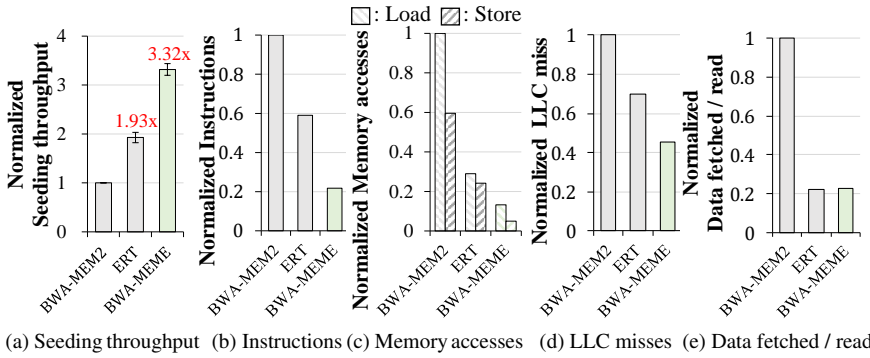 : Load : Store
Normalized
Seeding throughput
4
3
2
1
0
1.93x
3.32x
BWA-MEM2
ERT
BWA-MEME
(a) Seeding throughput
Normalized Instructions
1
0.8
0.6
0.4
0.2
0
BWA-MEM2
ERT
BWA-MEME
(b) Instructions
Normalized Memory accesses
1
0.8
0.6
0.4
0.2
0
BWA-MEM2
ERT
BWA-MEME
(c) Memory accesses
Normalized LLC miss
1
0.8
0.6
0.4
0.2
0
BWA-MEM2
ERT
BWA-MEME
(d) LLC misses
Normalized
Data fetched / read
1
0.8
0.6
0.4
0.2
0
BWA-MEM2
ERT
BWA-MEME
(e) Data fetched / read